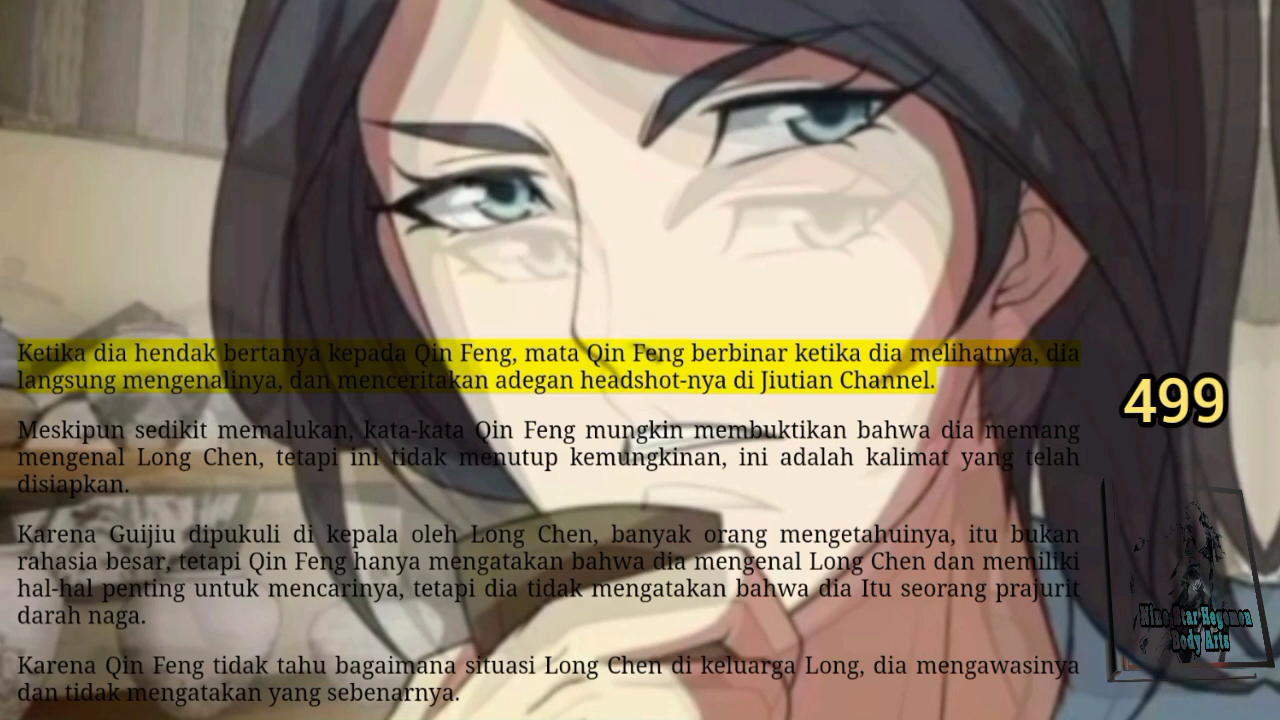 Ketika dia hendak bertanya kepada Qin Feng, mata Qin Feng berbinar ketika dia melihatnya, dia
langsung mengenalinya, dan menceritakan adegan headshot-nya di Jiutian Channel.
Meskipun sedikit memalukan, kata-kata Qin Feng mungkin membuktikan bahwa dia memang
mengenal Long Chen, tetapi ini tidak menutup kemungkinan, ini adalah kalimat yang telah
disiapkan.
Karena Guijiu dipukuli di kepala oleh Long Chen, banyak orang mengetahuinya, itu bukan
rahasia besar, tetapi Qin Feng hanya mengatakan bahwa dia mengenal Long Chen dan memiliki
hal-hal penting untuk mencarinya, tetapi dia tidak mengatakan bahwa dia Itu seorang prajurit
darah naga.
Karena Qin Feng tidak tahu bagaimana situasi Long Chen di keluarga Long, dia mengawasinya
dan tidak mengatakan yang sebenarnya.
499
Nine Star Hegemon
Body Arts